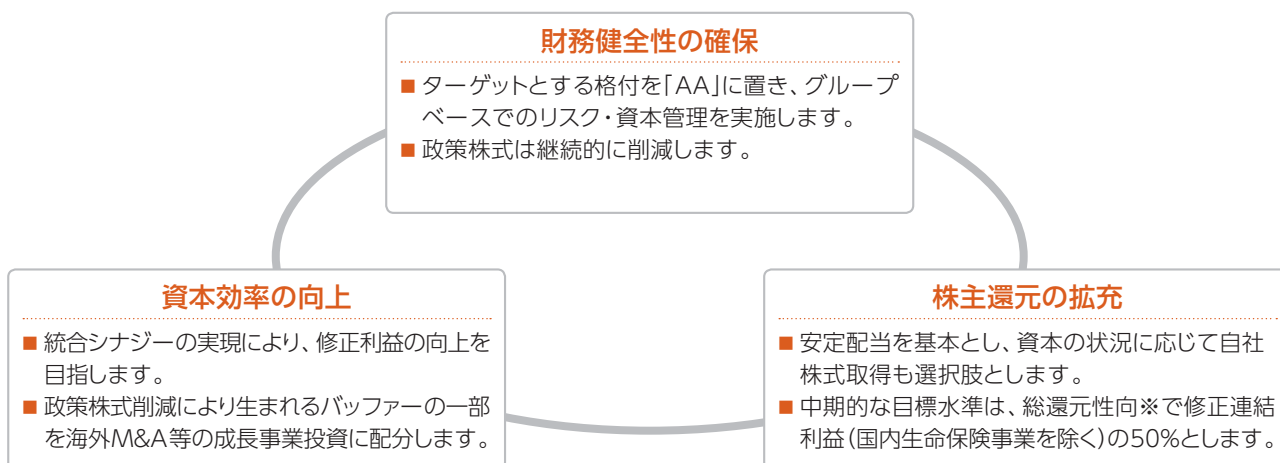 財務健全性の確保
■ ターゲットとする格付を「AA」に置き、グループ
ベースでのリスク・資本管理を実施します。
■ 政策株式は継続的に削減します。
資本効率の向上
■ 統合シナジーの実現により、修正利益の向上を
目指します。
■ 政策株式削減により生まれるバッファーの一部
を海外M&A等の成長事業投資に配分します。
株主還元の拡充
■ 安定配当を基本とし、資本の状況に応じて自社
株式取得も選択肢とします。
■ 中期的な目標水準は、総還元性向※で修正連結
利益(国内生命保険事業を除く)の50%とします。